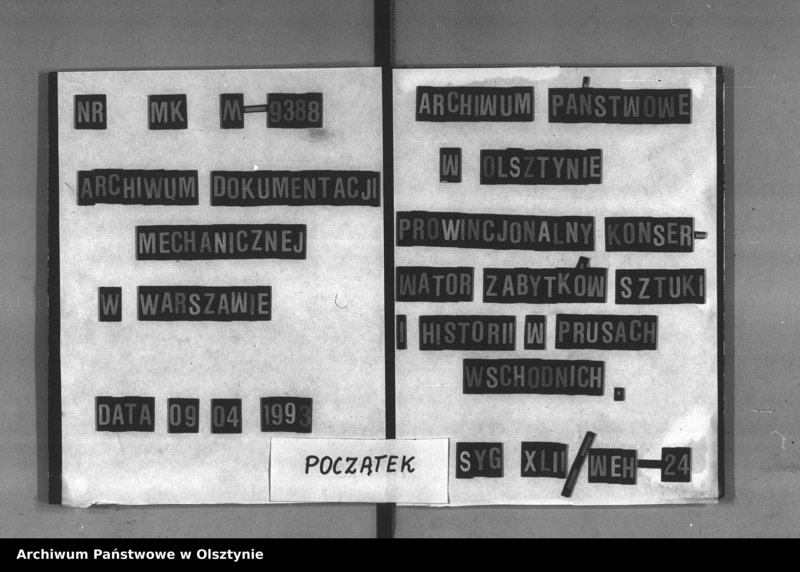 NR MK W-9388
ARCHIWUM DOKUMENTACJI
MECHANICZNEJ
W WARSZAWIE
DATA 09 04 1993
ARCHIWUM PAŃSTWOWE
W OLSZTYNIE
PROWINCJONALNY KONSER-
WATOR ZABYTKÓW SZTUKI
I HISTORII W PRUSACH
WSCHODNICH.
SYG XLII/WEH-24
POCZĄTEK
Archiwum Państwowe w Olsztynie